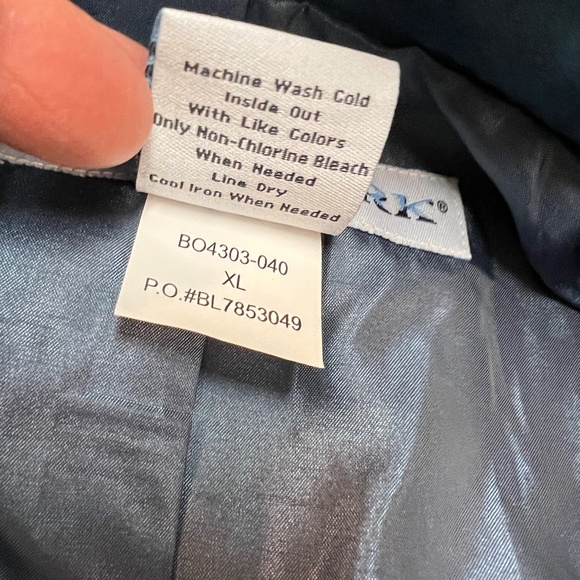 Machine Wash Cold
Inside Out
With Like Colors
Only Non-Chlorine Bleach
When Needed
Line Dry
Cool Iron When Needed
RK®
BO4303-040
XL
P.O.#BL7853049